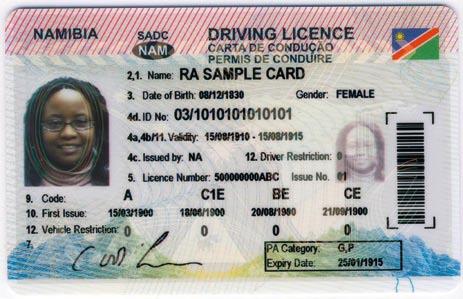 NAMIBIA
SADC
NAM
DRIVING LICENCE
CARTA DE CONDUÇÃO
PERMIS DE CONDUIRE
2,1. Name: RA SAMPLE CARD
3. Date of Birth: 08/12/1830 Gender: FEMALE
4d. ID No: 03/1010101010101
4a,4b/11. Validity: 15/08/1910 - 15/08/1915
4c. Issued by: NA 12. Driver Restriction: 0
5. Licence Number: 500000000ABC Issue No. 01
9. Code: A C1E BE CE
10. First Issue: 15/03/1900 18/06/1900 20/08/1900 21/09/1900
12. Vehicle Restriction: 0 0 0 0
7.
PA Category: G,P
Expiry Date: 25/01/1915